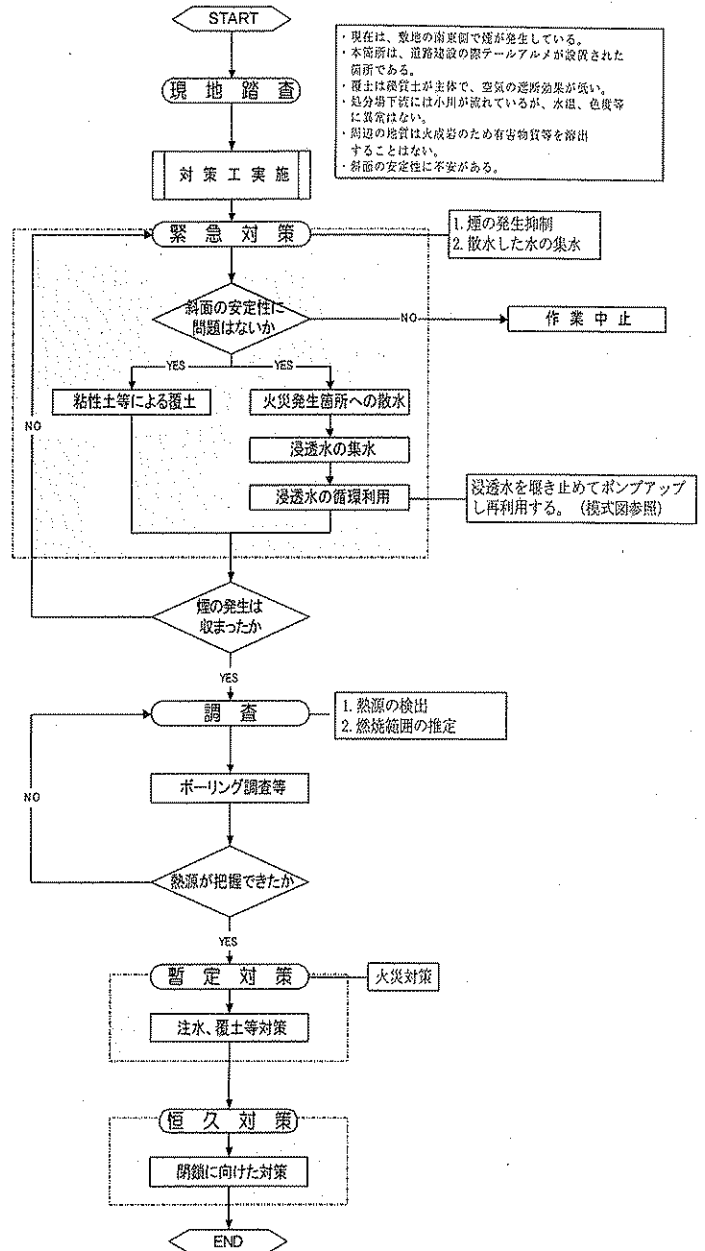 START
・現在は、敷地の南東側で煙が発生している。
・本箇所は、道路建設の際テールアルメが設置された
箇所である。
・覆土は礫質土が主体で、空気の遮断効果が低い。
・処分場下流には小川が流れているが、水温、色度等
に異常はない。
・周辺の地質は火成岩のため有害物質等を溶出
することはない。
・斜面の安定性に不安がある。
現地踏査
対策工実施
緊急対策
1. 煙の発生抑制
2. 散水した水の集水
斜面の安定性に
問題はないか
NO
作業中止
YES
YES
粘性土等による覆土
火災発生箇所への散水
NO
浸透水の集水
浸透水の循環利用
浸透水を堰き止めてポンプアップ
し再利用する。（模式図参照）
煙の発生は
収まったか
YES
調査
1. 熱源の検出
2. 燃焼範囲の推定
ボーリング調査等
NO
熱源が把握できたか
YES
暫定対策
火災対策
注水、覆土等対策
恒久対策
閉鎖に向けた対策
END